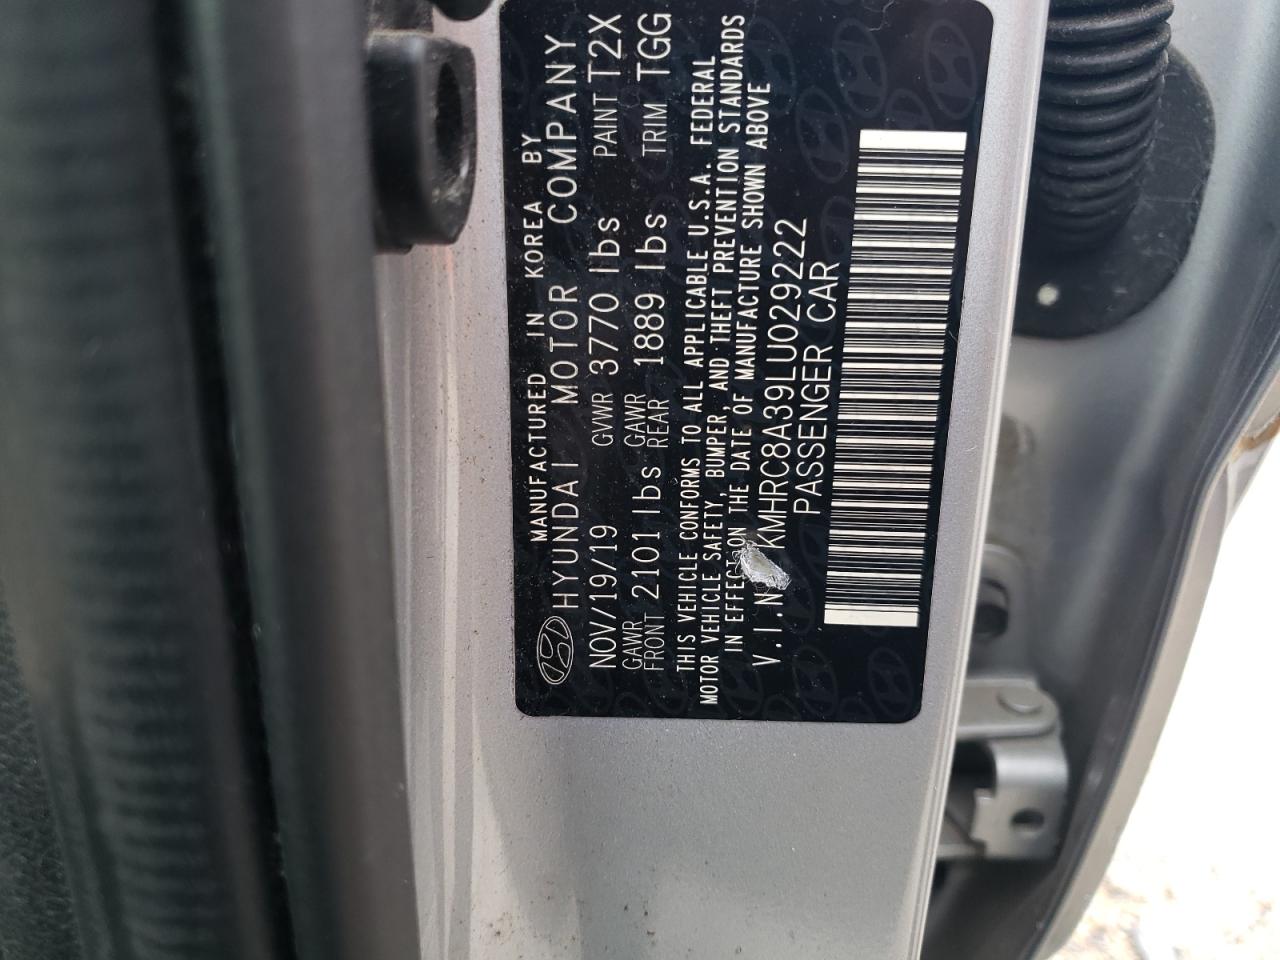 MANUFACTURED IN KOREA BY
HYUNDAI MOTOR COMPANY
NOV/19/19 GVWR 3770 lbs PAINT T2X
GAWR FRONT 2101 lbs GAWR REAR 1889 lbs TRIM TGG
THIS VEHICLE CONFORMS TO ALL APPLICABLE U.S.A. FEDERAL
MOTOR VEHICLE SAFETY, BUMPER, AND THEFT PREVENTION STANDARDS
IN EFFECT ON THE DATE OF MANUFACTURE SHOWN ABOVE
V.I.N KMHRC8A39LU029222
PASSENGER CAR